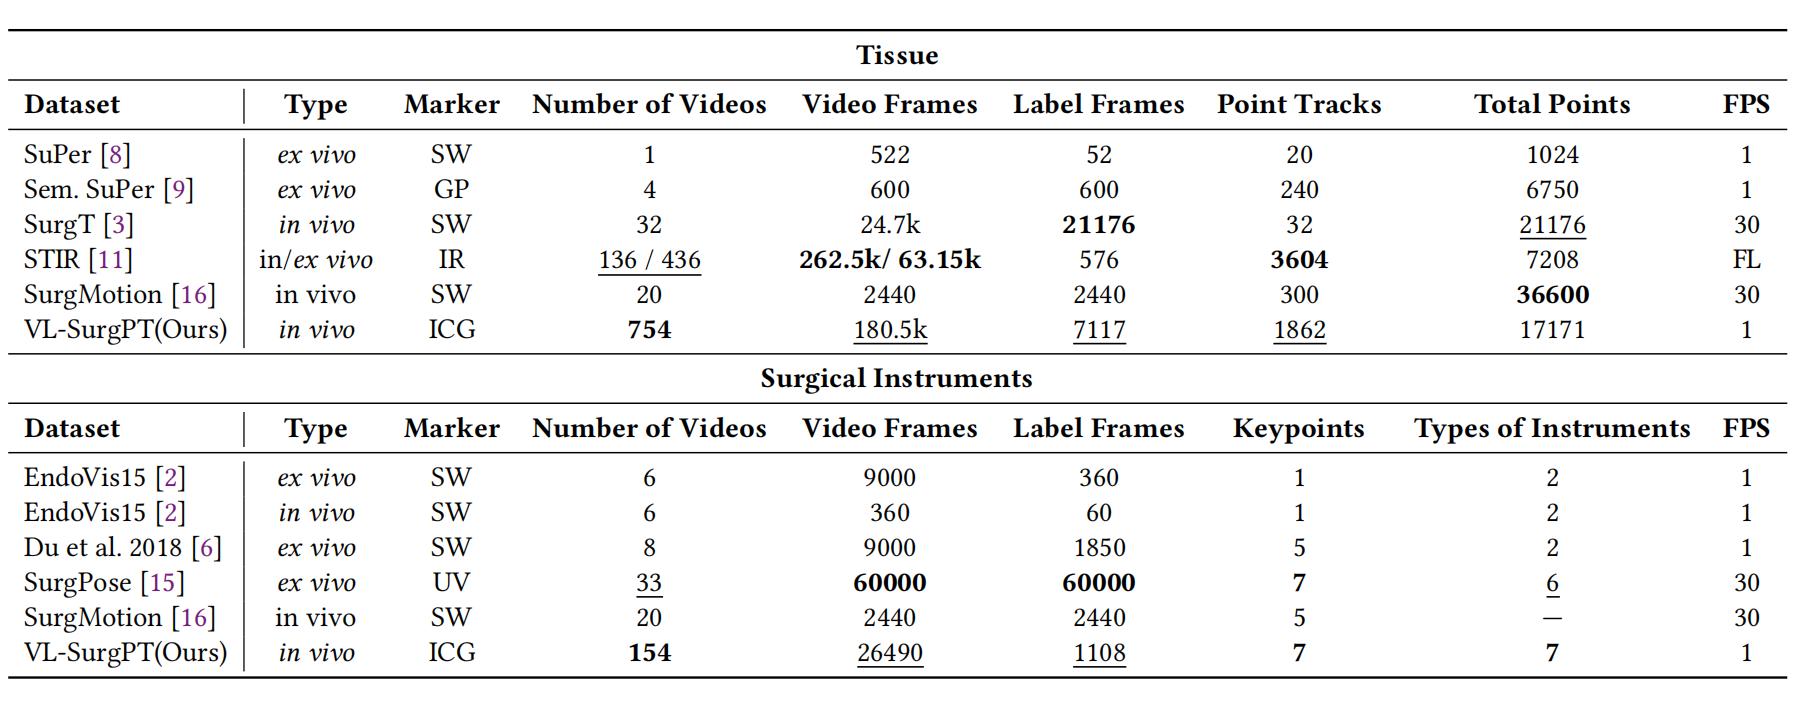 Tissue
Dataset Type Marker Number of Videos Video Frames Label Frames Point Tracks Total Points FPS
SuPer [8] ex vivo SW 1 522 52 20 1024 1
Sem. SuPer [9] ex vivo GP 4 600 600 240 6750 1
SurgT [3] in vivo SW 32 24.7k 21176 32 21176 30
STIR [11] in/ex vivo IR 136 / 436 262.5k/ 63.15k 576 3604 7208 FL
SurgMotion [16] in vivo SW 20 2440 2440 300 36600 30
VL-SurgPT(Ours) in vivo ICG 754 180.5k 7117 1862 17171 1
Surgical Instruments
Dataset Type Marker Number of Videos Video Frames Label Frames Keypoints Types of Instruments FPS
EndoVis15 [2] ex vivo SW 6 9000 360 1 2 1
EndoVis15 [2] in vivo SW 6 360 60 1 2 1
Du et al. 2018 [6] ex vivo SW 8 9000 1850 5 2 1
SurgPose [15] ex vivo UV 33 60000 60000 7 6 30
SurgMotion [16] in vivo SW 20 2440 2440 5 — 30
VL-SurgPT(Ours) in vivo ICG 154 26490 1108 7 7 1